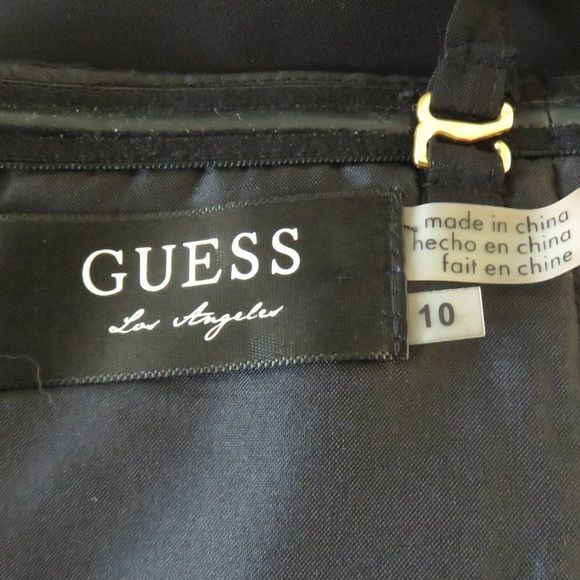 GUESS
Los Angeles
made in china
hecho en china
fait en chine
10